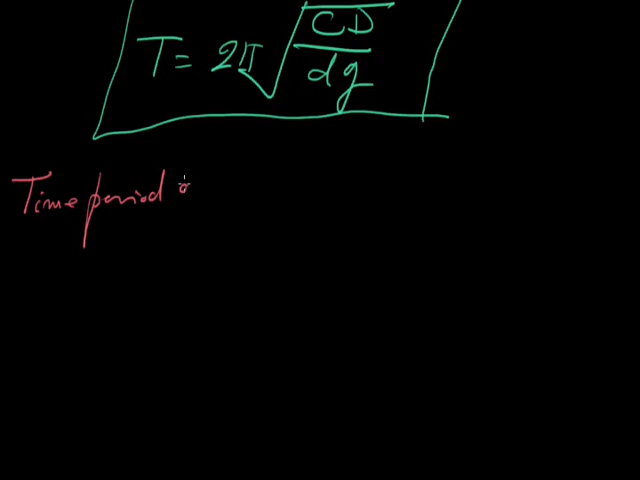 T = 2π √(CD/dg)
Time period o